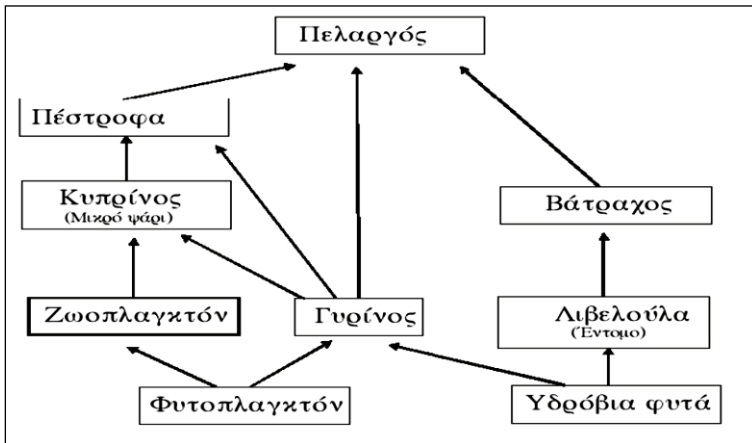 Πελαργός
Πέστροφα
Κυπρίνος
(Μικρό ψάρι)
Βάτραχος
Ζωοπλαγκτόν
Γυρίνος
Λιβελούλα
(Έντομο)
Φυτοπλαγκτόν
Υδρόβια φυτά